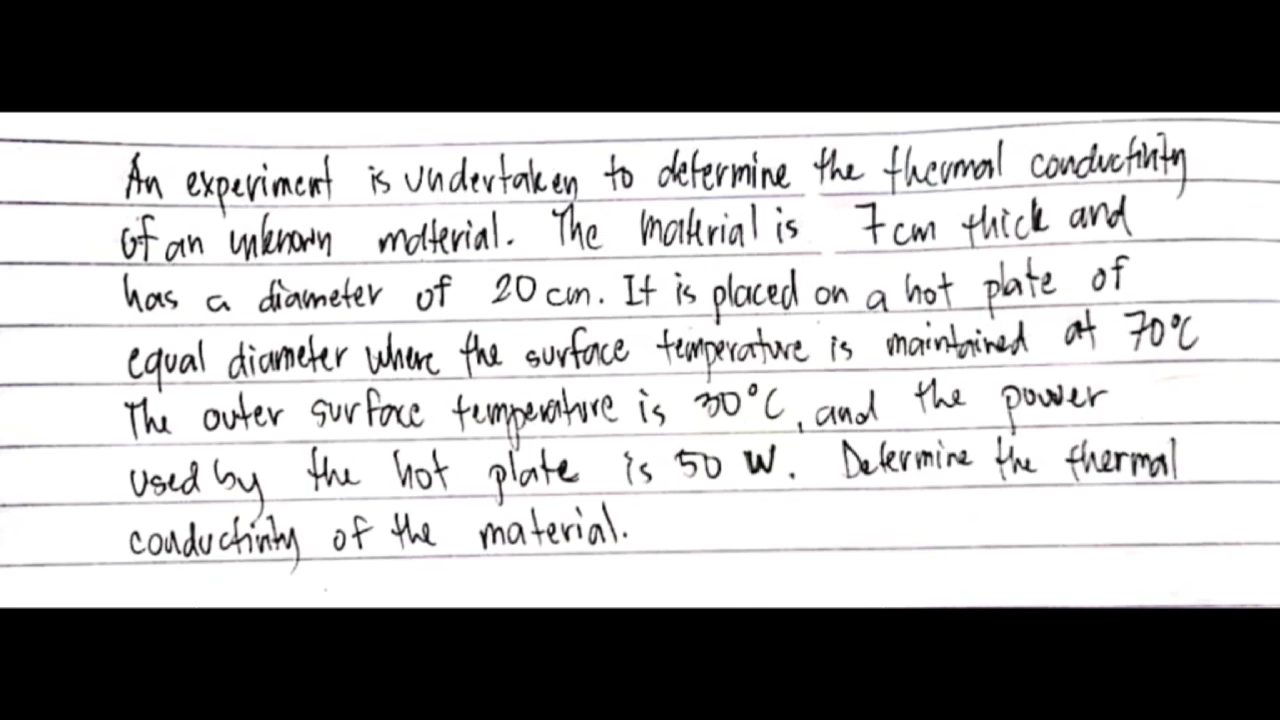 An experiment is undertaken to determine the thermal conductivity
of an unknown material. The material is 7 cm thick and
has a diameter of 20 cm. It is placed on a hot plate of
equal diameter where the surface temperature is maintained at 70°C
The outer surface temperature is 30°C, and the power
used by the hot plate is 50 W. Determine the thermal
conductivity of the material.